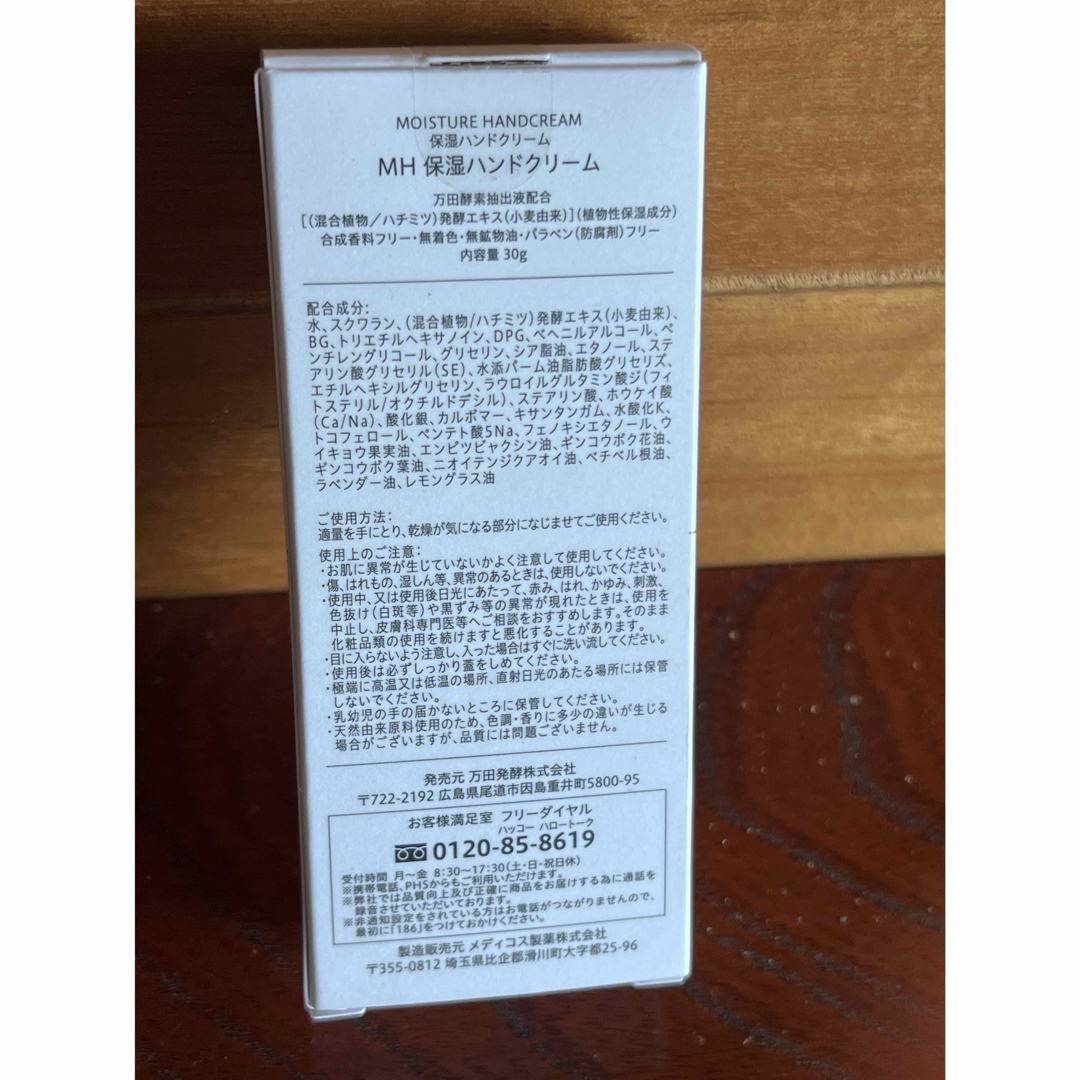 MOISTURE HANDCREAM
保湿ハンドクリーム
MH 保湿ハンドクリーム
万田酵素抽出液配合
［（混合植物／ハチミツ）発酵エキス（小麦由来）］（植物性保湿成分）
合成香料フリー・無着色・無鉱物油・パラベン（防腐剤）フリー
内容量 30g
配合成分：
水、スクワラン、（混合植物/ハチミツ）発酵エキス（小麦由来）、
BG、トリエチルヘキサノイン、DPG、ベヘニルアルコール、ペ
ンチレングリコール、グリセリン、シア脂油、エタノール、ステ
アリン酸グリセリル（SE）、水添パーム油脂肪酸グリセリズ、
エチルヘキシルグリセリン、ラウロイルグルタミン酸ジ（フィ
トステリル/オクチルドデシル）、ステアリン酸、ホウケイ酸
（Ca/Na）、酸化銀、カルボマー、キサンタンガム、水酸化K、
トコフェロール、ペンテト酸5Na、フェノキシエタノール、ウ
イキョウ果実油、エンピツビャクシン油、ギンコウボク花油、
ギンコウボク葉油、ニオイテンジクアオイ油、ベチベル根油、
ラベンダー油、レモングラス油
ご使用方法：
適量を手にとり、乾燥が気になる部分になじませてご使用ください。
使用上のご注意：
・お肌に異常が生じていないかよく注意して使用してください。
・傷、はれもの、湿しん等、異常のあるときは、使用しないでください。
・使用中、又は使用後日光にあたって、赤み、はれ、かゆみ、刺激、
色抜け（白斑等）や黒ずみ等の異常が現れたときは、使用を
中止し、皮膚科専門医等へご相談をおすすめします。そのまま
化粧品類の使用を続けますと悪化することがあります。
・目に入らないよう注意し、入った場合はすぐに洗い流してください。
・使用後は必ずしっかり蓋をしめてください。
・極端に高温又は低温の場所、直射日光のあたる場所には保管
しないでください。
・乳幼児の手の届かないところに保管してください。
・天然由来原料使用のため、色調・香りに多少の違いが生じる
場合がございますが、品質には問題ございません。
発売元 万田発酵株式会社
〒722-2192 広島県尾道市因島重井町5800-95
お客様満足室 フリーダイヤル
ハッコー ハロートーク
0120-85-8619
受付時間 月～金 8:30～17:30（土・日・祝日休）
※携帯電話、PHSからもご利用いただけます。
※弊社では品質向上及び正確に商品をお届けする為に通話を
録音させていただいております。
※非通知設定をされている方はお電話がつながりませんので、
最初に「186」をつけておかけください。
製造販売元 メディコス製薬株式会社
〒355-0812 埼玉県比企郡滑川町大字都25-96